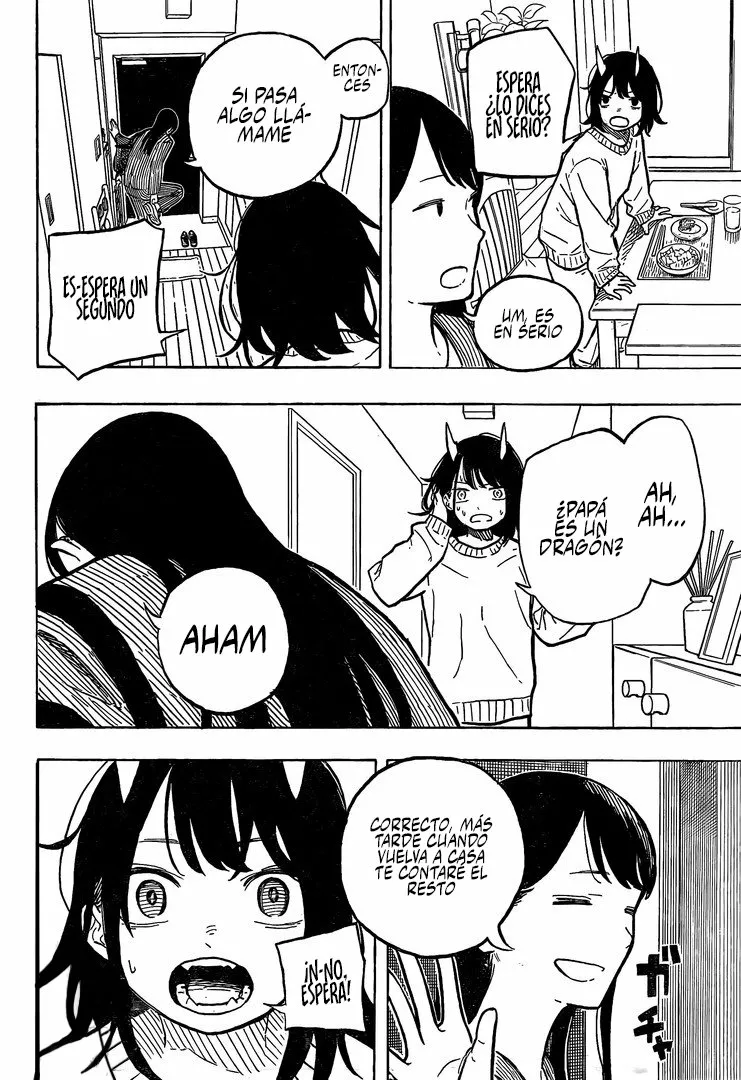 ESPERA
¿LO DICES
EN SERIO?
UM, ES
EN SERIO
ENTON-
CES
SI PASA
ALGO LLÁ-
MAME
ES-ESPERA UN
SEGUNDO
AH,
AH...
¿PAPÁ
ES UN
DRAGÓN?
AHAM
CORRECTO, MÁS
TARDE CUANDO
VUELVA A CASA
TE CONTARÉ EL
RESTO
ガチャ
¡N-NO,
ESPERA!